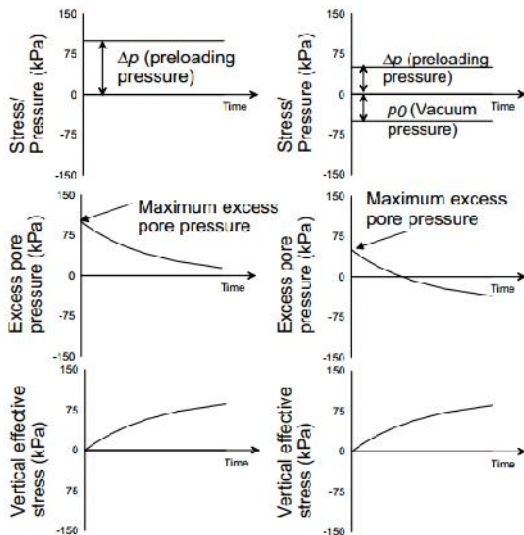 Stress/
Pressure (kPa)
150
75
0
-75
-150
Δp (preloading
pressure)
Time
Stress/
Pressure (kPa)
150
75
0
-75
-150
Δp (preloading
pressure)
Time
p0 (Vacuum
pressure)
Excess pore
pressure (kPa)
150
75
0
-75
-150
Maximum excess
pore pressure
Time
Excess pore
pressure (kPa)
150
75
0
-75
-150
Maximum excess
pore pressure
Time
Vertical effective
stress (kPa)
150
75
0
75
-150
Time
Vertical effective
stress (kPa)
150
75
0
75
-150
Time